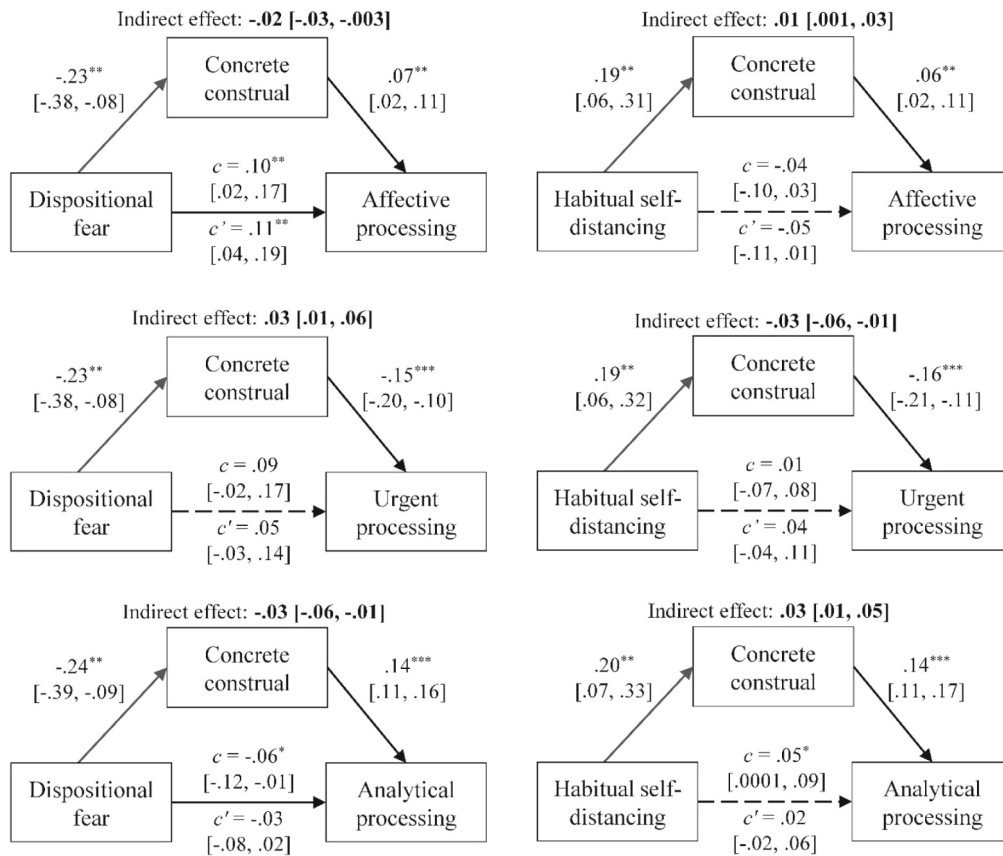 Indirect effect: -.02 [-.03, -.003]
-.23**
[-.38, -.08]
Concrete
construal
.07**
[.02, .11]
Dispositional
fear
c = .10**
[.02, .17]
c' = .11**
[.04, .19]
Affective
processing
Indirect effect: .01 [.001, .03]
.19**
[.06, .31]
Concrete
construal
.06**
[.02, .11]
Habitual self-
distancing
c = -.04
[-.10, .03]
c' = -.05
[-.11, .01]
Affective
processing
Indirect effect: .03 [.01, .06]
-.23**
[-.38, -.08]
Concrete
construal
-.15***
[-.20, -.10]
Dispositional
fear
c = .09
[-.02, .17]
c' = .05
[-.03, .14]
Urgent
processing
Indirect effect: -.03 [-.06, -.01]
.19**
[.06, .32]
Concrete
construal
-.16***
[-.21, -.11]
Habitual self-
distancing
c = .01
[-.07, .08]
c' = .04
[-.04, .11]
Urgent
processing
Indirect effect: -.03 [-.06, -.01]
-.24**
[-.39, -.09]
Concrete
construal
.14***
[.11, .16]
Dispositional
fear
c = -.06*
[-.12, -.01]
c' = -.03
[-.08, .02]
Analytical
processing
Indirect effect: .03 [.01, .05]
.20**
[.07, .33]
Concrete
construal
.14***
[.11, .17]
Habitual self-
distancing
c = .05*
[.0001, .09]
c' = .02
[-.02, .06]
Analytical
processing